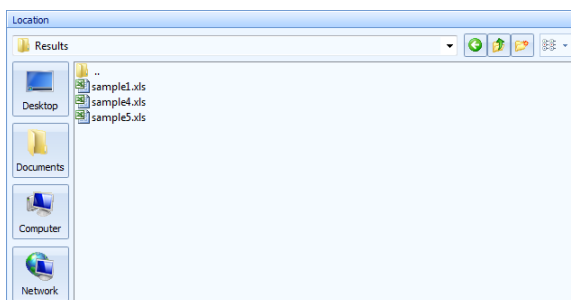 Location
Results
..
sample1.xls
sample4.xls
sample5.xls
Desktop
Documents
Computer
Network